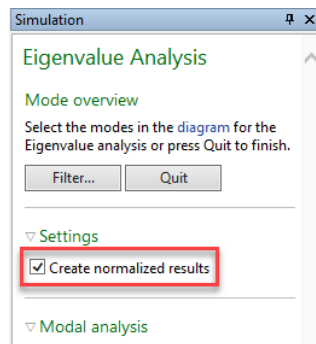 Simulation
Eigenvalue Analysis
Mode overview
Select the modes in the diagram for the
Eigenvalue analysis or press Quit to finish.
Filter... Quit
Settings
Create normalized results
Modal analysis